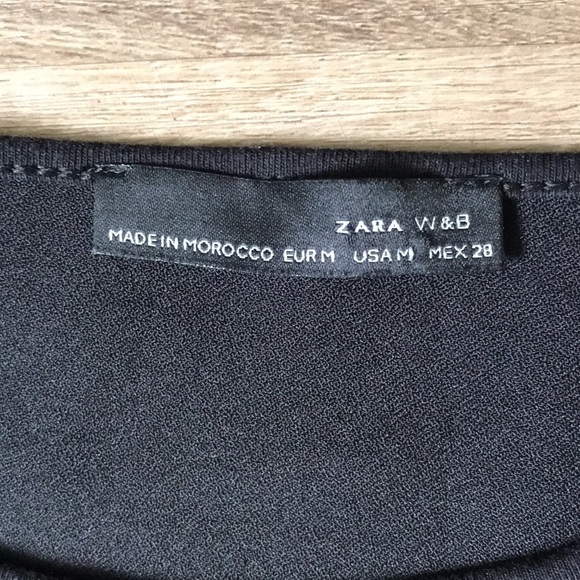 ZARA W&B
MADE IN MOROCCO EUR M USA M MEX 28